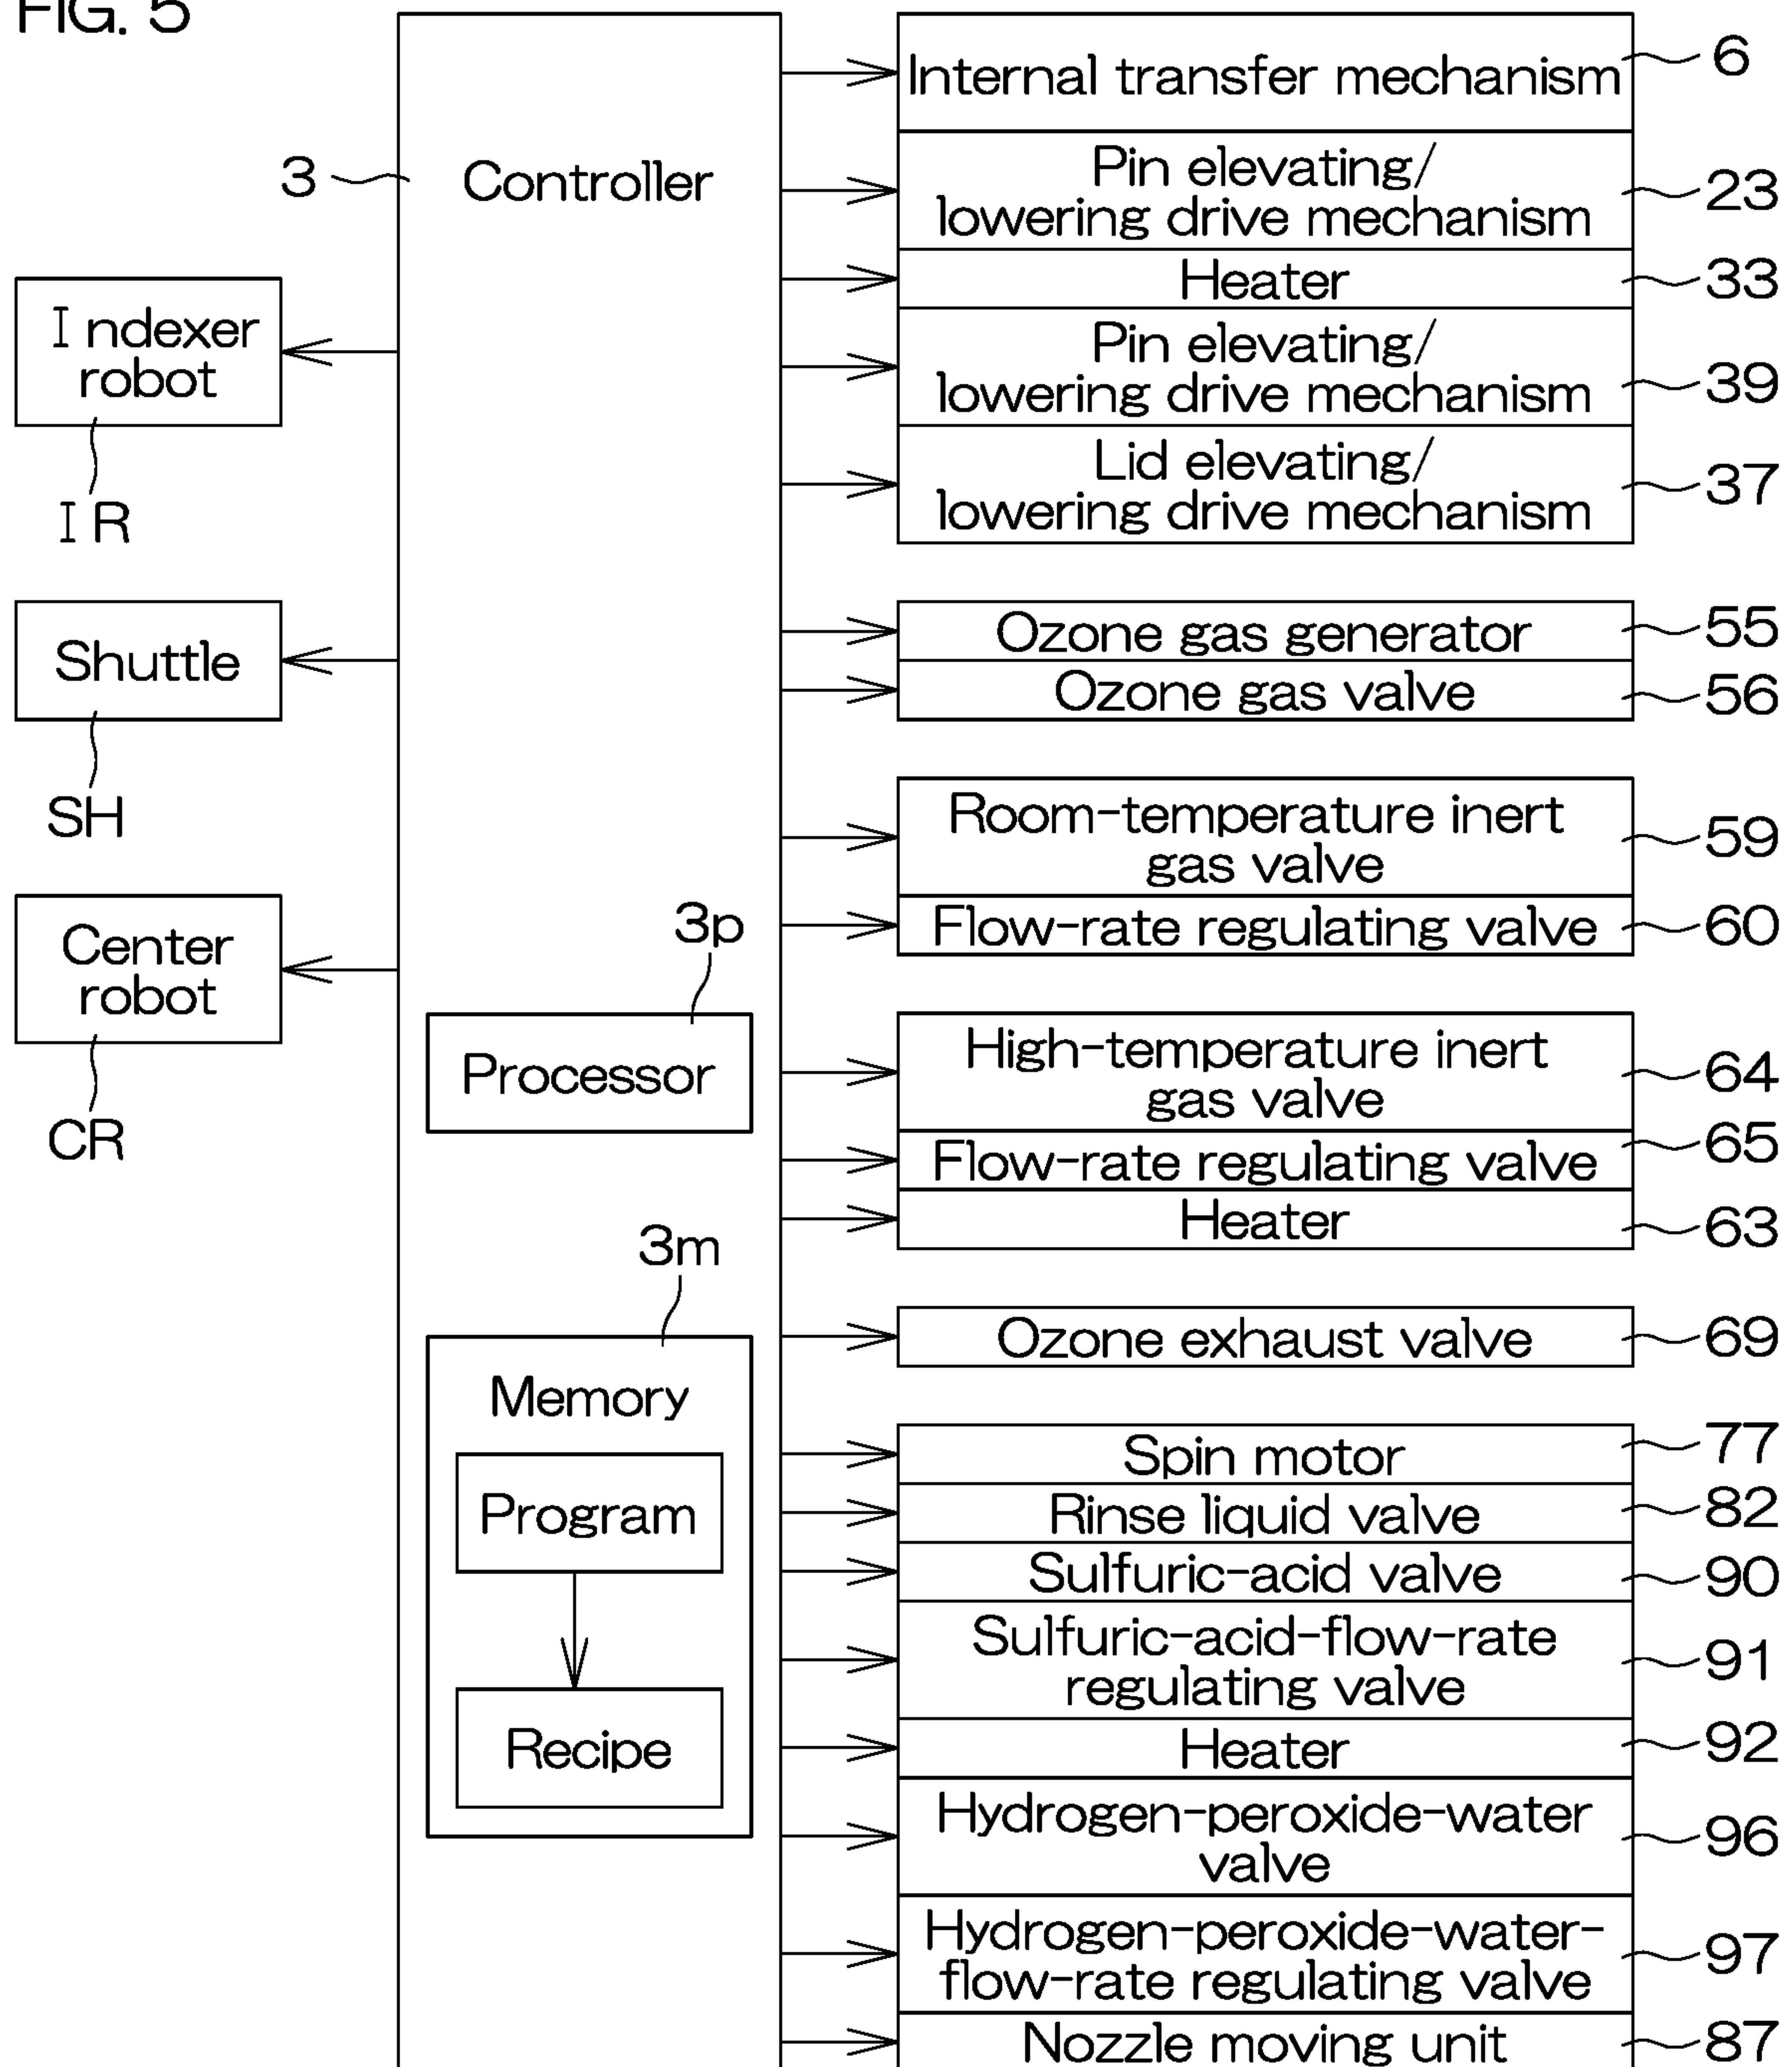 FIG. 5
3
Controller
Indexer
robot
IR
Shuttle
SH
Center
robot
CR
3p
Processor
3m
Memory
Program
Recipe
Internal transfer mechanism
6
Pin elevating/
lowering drive mechanism
23
Heater
33
Pin elevating/
lowering drive mechanism
39
Lid elevating/
lowering drive mechanism
37
Ozone gas generator
55
Ozone gas valve
56
Room-temperature inert
gas valve
59
Flow-rate regulating valve
60
High-temperature inert
gas valve
64
Flow-rate regulating valve
65
Heater
63
Ozone exhaust valve
69
Spin motor
77
Rinse liquid valve
82
Sulfuric-acid valve
90
Sulfuric-acid-flow-rate
regulating valve
91
Heater
92
Hydrogen-peroxide-water
valve
96
Hydrogen-peroxide-water-
flow-rate regulating valve
97
Nozzle moving unit
87